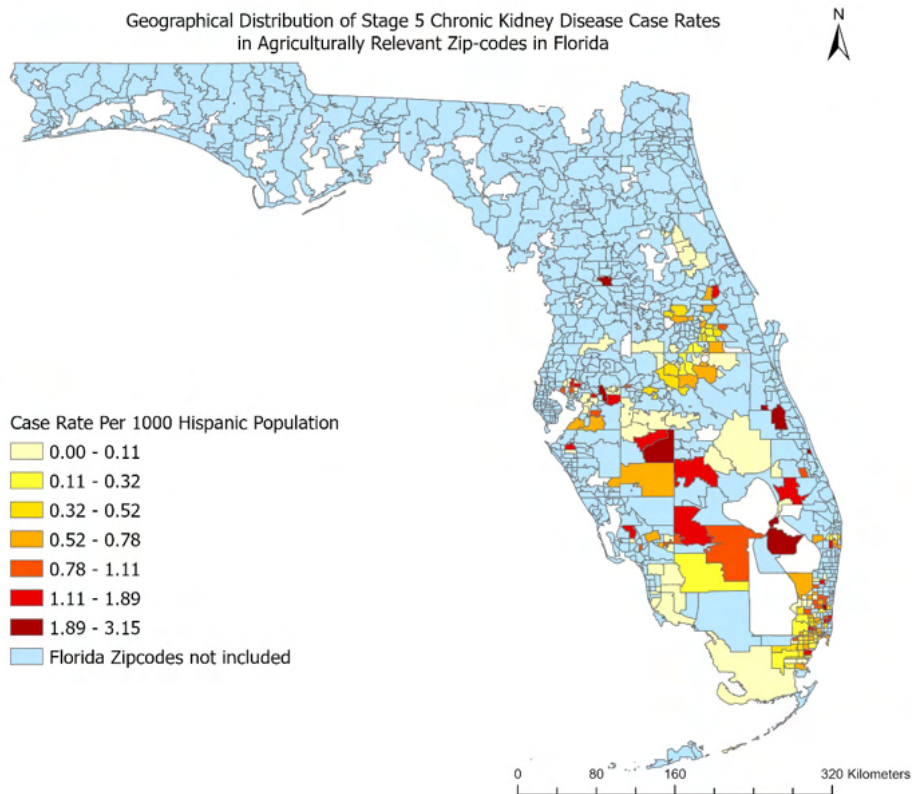 Geographical Distribution of Stage 5 Chronic Kidney Disease Case Rates
in Agriculturally Relevant Zip-codes in Florida
N
Case Rate Per 1000 Hispanic Population
0.00 - 0.11
0.11 - 0.32
0.32 - 0.52
0.52 - 0.78
0.78 - 1.11
1.11 - 1.89
1.89 - 3.15
Florida Zipcodes not included
0 80 160 320 Kilometers